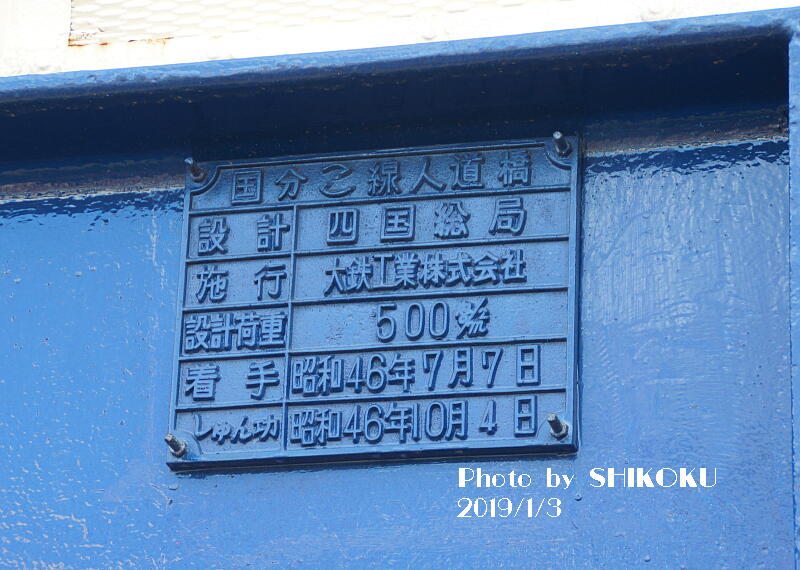 国分こ線人道橋
設計 四国総局
施行 大鉄工業株式会社
設計荷重 500㎏/㎡
着手 昭和46年7月7日
しゅん功 昭和46年10月4日
Photo by SHIKOKU
2019/1/3